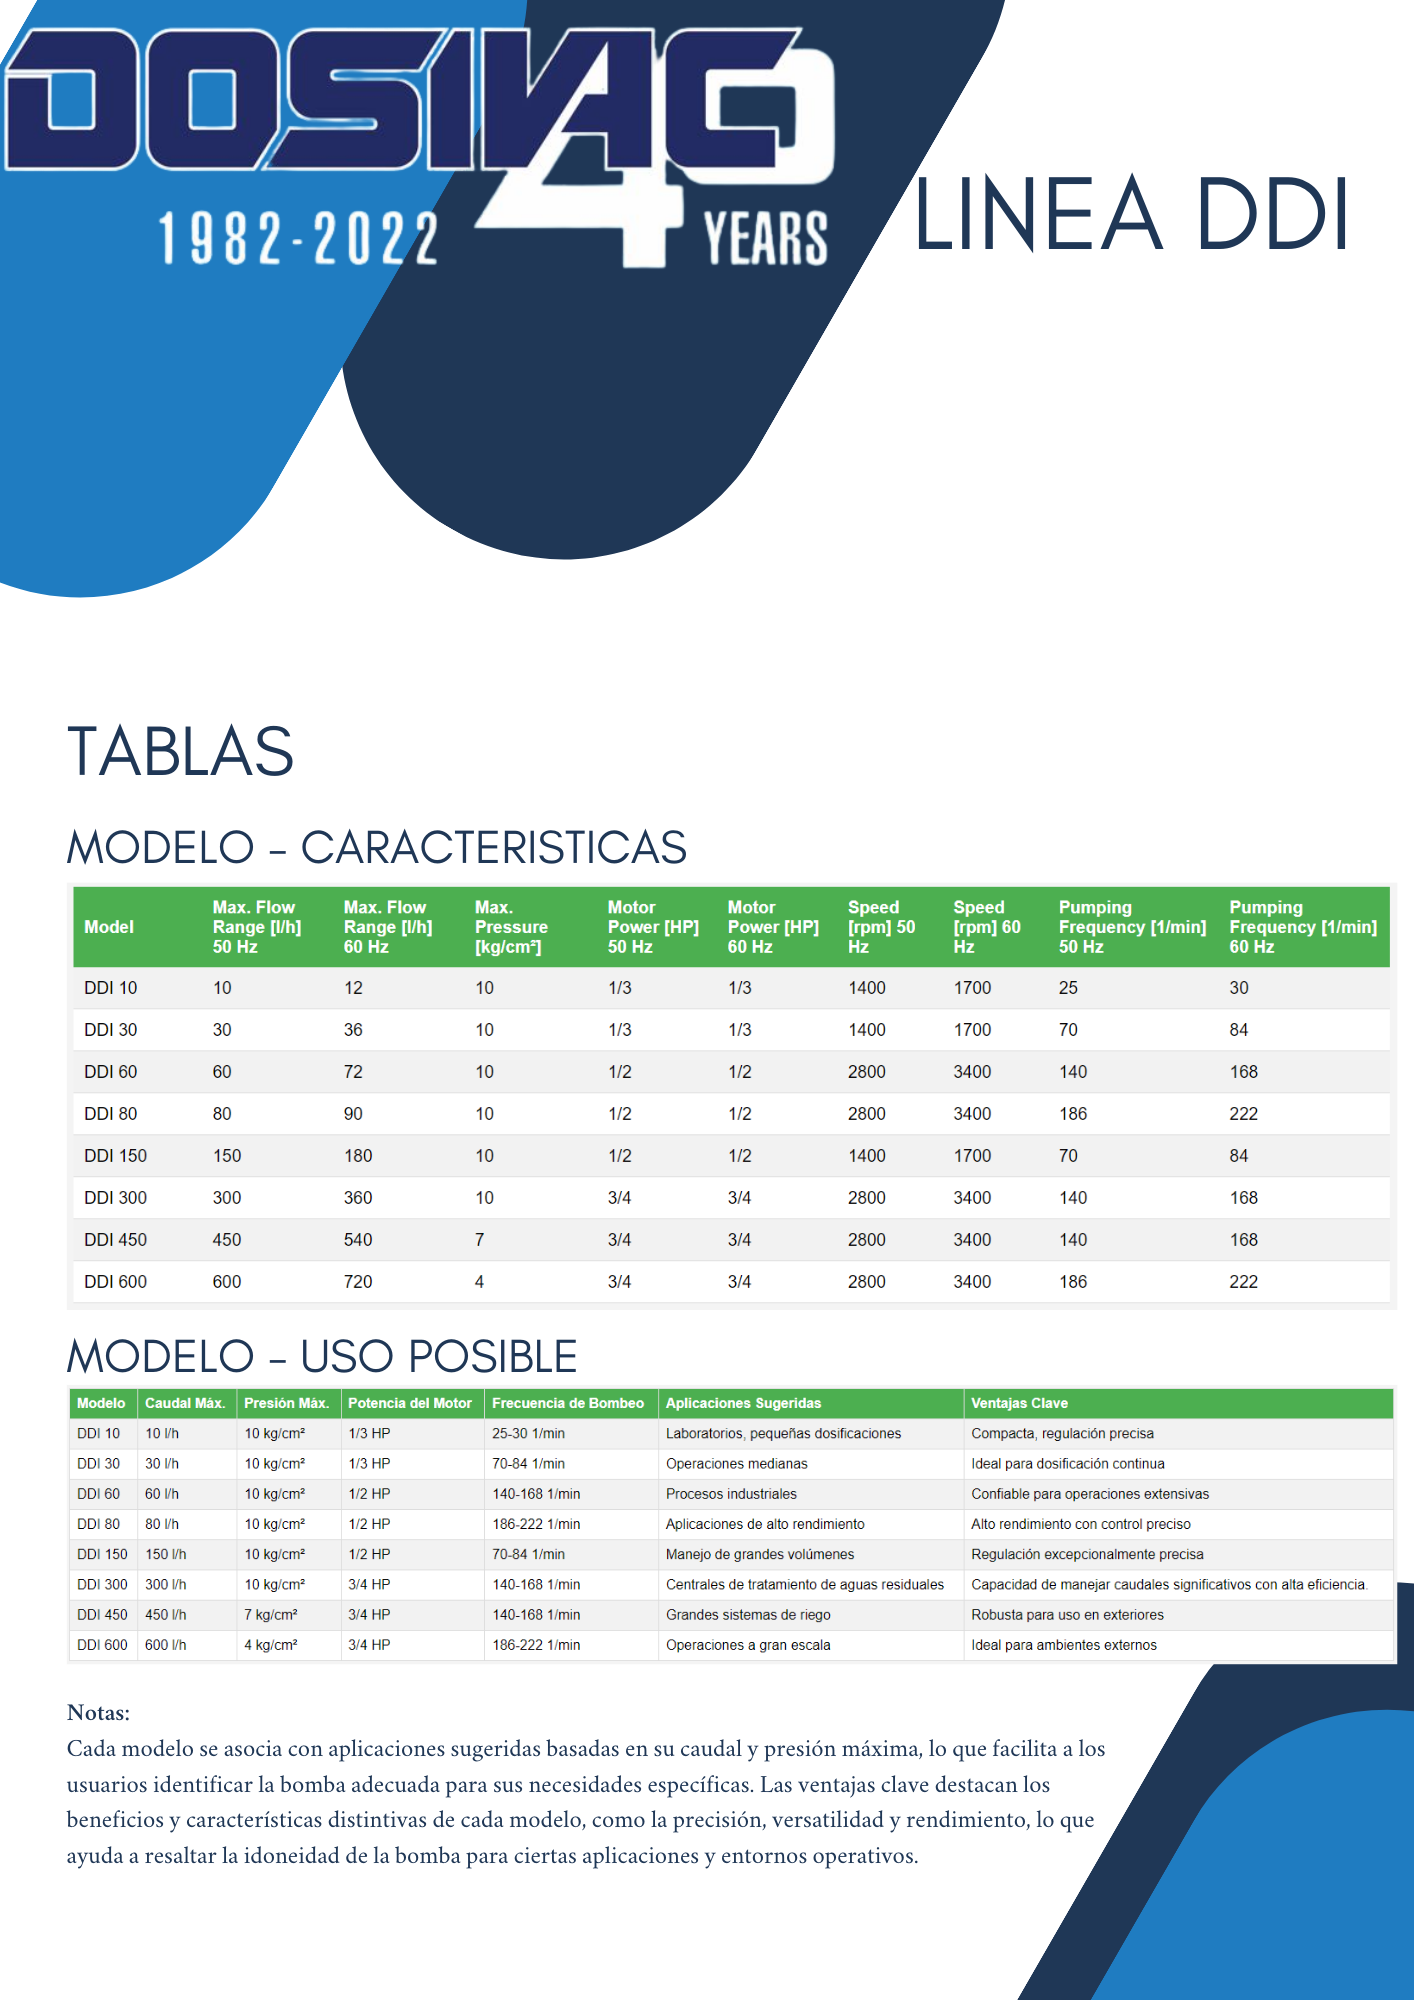 DOSIVAC
40
1982-2022 YEARS
LINEA DDI
TABLAS
MODELO – CARACTERISTICAS
Model Max. Flow Range [l/h] 50 Hz Max. Flow Range [l/h] 60 Hz Max. Pressure [kg/cm²] Motor Power [HP] 50 Hz Motor Power [HP] 60 Hz Speed [rpm] 50 Hz Speed [rpm] 60 Hz Pumping Frequency [1/min] 50 Hz Pumping Frequency [1/min] 60 Hz
DDI 10 10 12 10 1/3 1/3 1400 1700 25 30
DDI 30 30 36 10 1/3 1/3 1400 1700 70 84
DDI 60 60 72 10 1/2 1/2 2800 3400 140 168
DDI 80 80 90 10 1/2 1/2 2800 3400 186 222
DDI 150 150 180 10 1/2 1/2 1400 1700 70 84
DDI 300 300 360 10 3/4 3/4 2800 3400 140 168
DDI 450 450 540 7 3/4 3/4 2800 3400 140 168
DDI 600 600 720 4 3/4 3/4 2800 3400 186 222
MODELO – USO POSIBLE
Modelo Caudal Máx. Presión Máx. Potencia del Motor Frecuencia de Bombeo Aplicaciones Sugeridas Ventajas Clave
DDI 10 10 l/h 10 kg/cm² 1/3 HP 25-30 1/min Laboratorios, pequeñas dosificaciones Compacta, regulación precisa
DDI 30 30 l/h 10 kg/cm² 1/3 HP 70-84 1/min Operaciones medianas Ideal para dosificación continua
DDI 60 60 l/h 10 kg/cm² 1/2 HP 140-168 1/min Procesos industriales Confiable para operaciones extensivas
DDI 80 80 l/h 10 kg/cm² 1/2 HP 186-222 1/min Aplicaciones de alto rendimiento Alto rendimiento con control preciso
DDI 150 150 l/h 10 kg/cm² 1/2 HP 70-84 1/min Manejo de grandes volúmenes Regulación excepcionalmente precisa
DDI 300 300 l/h 10 kg/cm² 3/4 HP 140-168 1/min Centrales de tratamiento de aguas residuales Capacidad de manejar caudales significativos con alta eficiencia.
DDI 450 450 l/h 7 kg/cm² 3/4 HP 140-168 1/min Grandes sistemas de riego Robusta para uso en exteriores
DDI 600 600 l/h 4 kg/cm² 3/4 HP 186-222 1/min Operaciones a gran escala Ideal para ambientes externos
Notas:
Cada modelo se asocia con aplicaciones sugeridas basadas en su caudal y presión máxima, lo que facilita a los
usuarios identificar la bomba adecuada para sus necesidades específicas. Las ventajas clave destacan los
beneficios y características distintivas de cada modelo, como la precisión, versatilidad y rendimiento, lo que
ayuda a resaltar la idoneidad de la bomba para ciertas aplicaciones y entornos operativos.